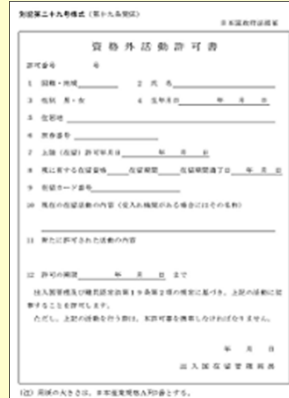 別記第二十九号様式（第十九条関係）
日本国政府法務省
資格外活動許可書
許可番号　　　号
1　国籍・地域　　　2　氏　名
3　性別　男・女　　　4　生年月日　　年　月　日
5　住居地
6　旅券番号
7　上陸（在留）許可年月日　　年　月　日
8　現に有する在留資格　　　在留期間　　　在留期間満了日　　年　月　日
9　在留カード番号
10　現在の在留活動の内容（受入れ機関がある場合にはその名称）
11　新たに許可された活動の内容
12　許可の期限　　年　月　日　まで
出入国管理及び難民認定法第１９条第２項の規定に基づき，上記の活動に従
事することを許可します。
ただし，上記の活動を行う際は，本許可書を携帯しなければなりません。
年　月　日
出入国在留管理局長
（注）用紙の大きさは，日本産業規格Ａ列５番とする。